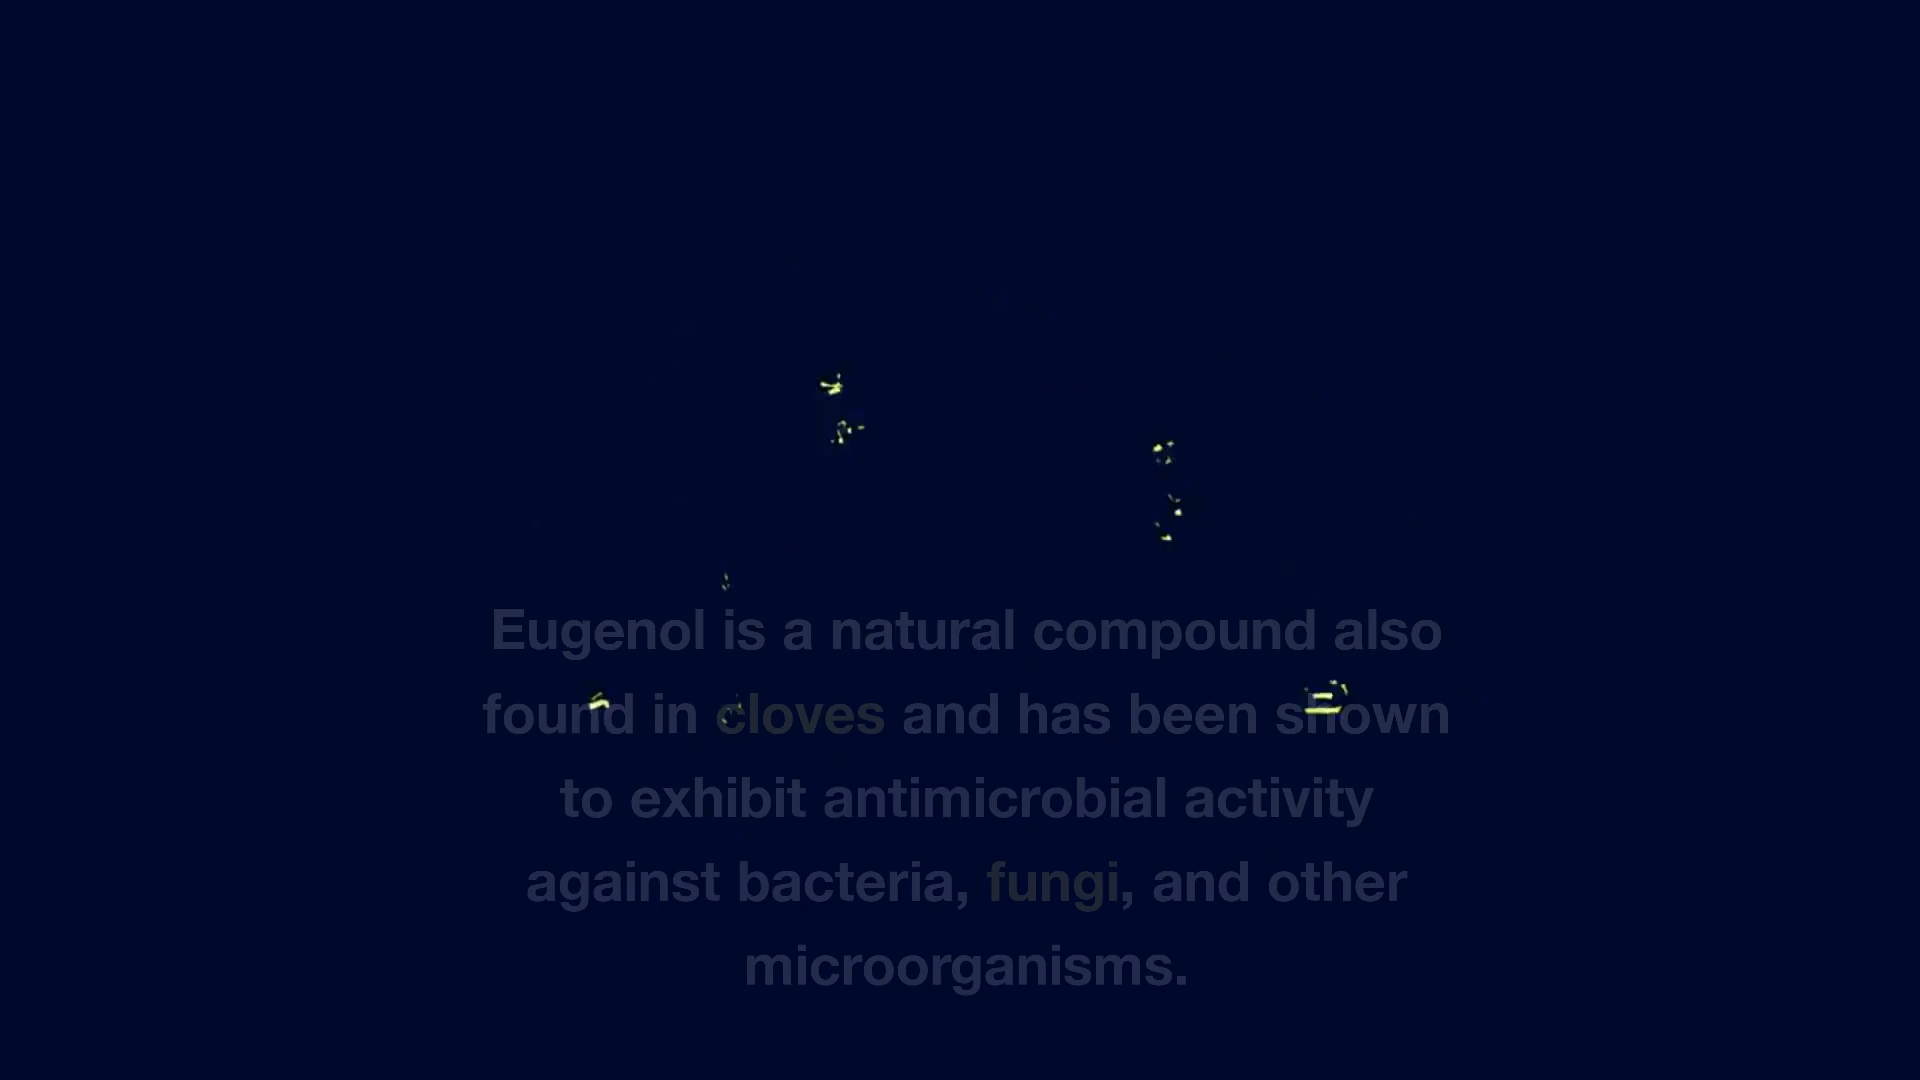 Eugenol is a natural compound also
found in cloves and has been shown
to exhibit antimicrobial activity
against bacteria, fungi, and other
microorganisms.